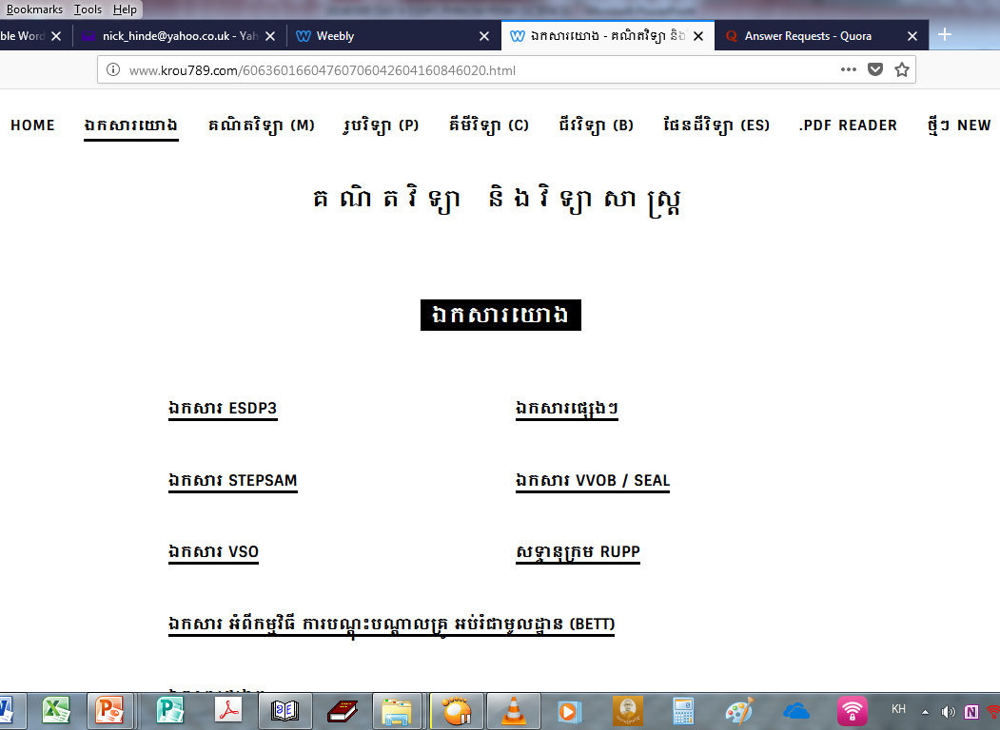 Bookmarks Tools Help
ble Word
nick_hinde@yahoo.co.uk - Yah
Weebly
ឯកសារយោង - គណិតវិទ្យា និង
Answer Requests - Quora
www.krou789.com/606360166047607060426041608460​20.html
HOME ឯកសារយោង គណិតវិទ្យា (M) រូបវិទ្យា (P) គីមីវិទ្យា (C) ជីវវិទ្យា (B) ផែនដីវិទ្យា (ES) .PDF READER ថ្មីៗ NEW
គណិតវិទ្យា និងវិទ្យាសាស្ត្រ
ឯកសារយោង
ឯកសារ ESDP3 ឯកសារផ្សេងៗ
ឯកសារ STEPSAM ឯកសារ VVOB / SEAL
ឯកសារ VSO សទ្ទានុក្រម RUPP
ឯកសារ អំពីកម្មវិធី ការបណ្តុះបណ្តាលគ្រូ អប់រំជាមូលដ្ឋាន (BETT)
KH